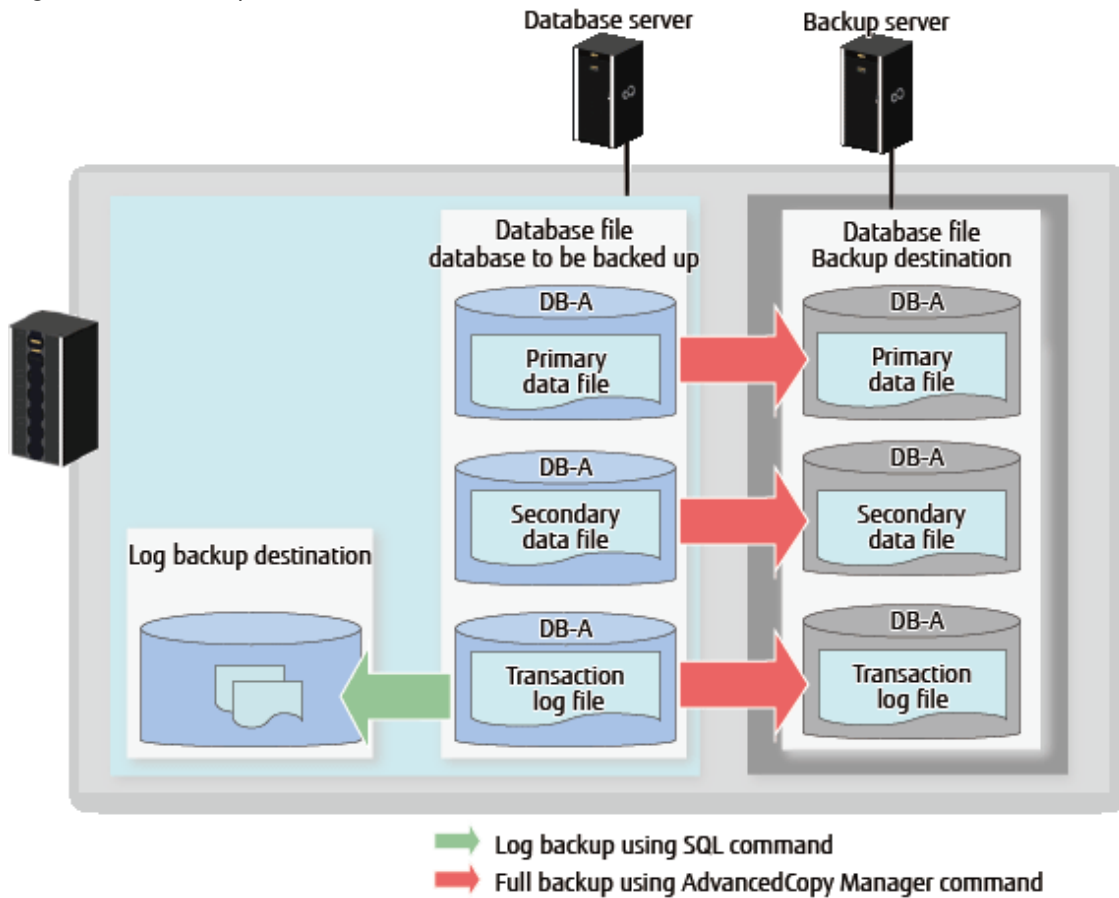 Database server
Backup server
Database file
database to be backed up
Database file
Backup destination
DB-A
Primary
data file
DB-A
Primary
data file
DB-A
Secondary
data file
DB-A
Secondary
data file
Log backup destination
DB-A
Transaction
log file
DB-A
Transaction
log file
Log backup using SQL command
Full backup using AdvancedCopy Manager command